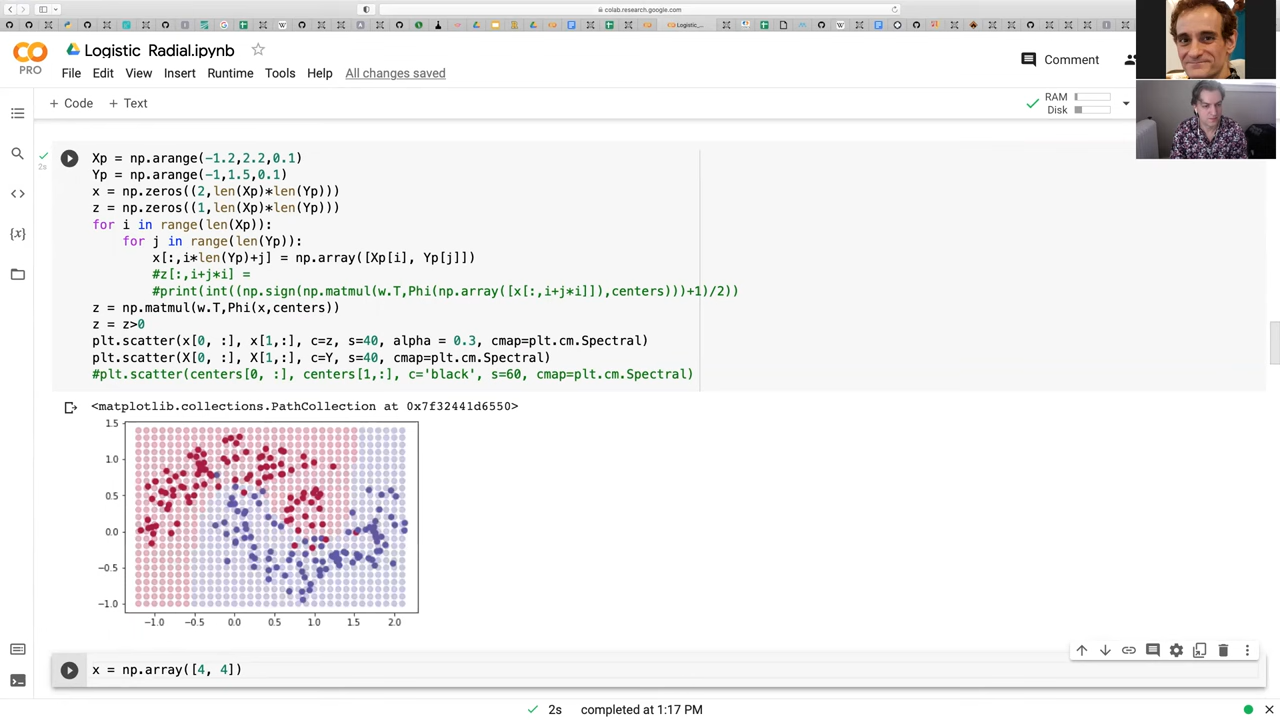 colab.research.google.com
Logistic_...
CO
PRO
Logistic Radial.ipynb
File Edit View Insert Runtime Tools Help All changes saved
Comment
+ Code + Text
RAM
Disk
2s
Xp = np.arange(-1.2,2.2,0.1)
Yp = np.arange(-1,1.5,0.1)
x = np.zeros((2,len(Xp)*len(Yp)))
z = np.zeros((1,len(Xp)*len(Yp)))
for i in range(len(Xp)):
for j in range(len(Yp)):
x[:,i*len(Yp)+j] = np.array([Xp[i], Yp[j]])
#z[:,i+j*i] =
#print(int((np.sign(np.matmul(w.T,Phi(np.array([x[:,i+j*i]]),centers)))+1)/2))
z = np.matmul(w.T,Phi(x,centers))
z = z>0
plt.scatter(x[0, :], x[1,:], c=z, s=40, alpha = 0.3, cmap=plt.cm.Spectral)
plt.scatter(X[0, :], X[1,:], c=Y, s=40, cmap=plt.cm.Spectral)
#plt.scatter(centers[0, :], centers[1,:], c='black', s=60, cmap=plt.cm.Spectral)
<matplotlib.collections.PathCollection at 0x7f32441d6550>
1.5
1.0
0.5
0.0
−0.5
−1.0
−1.0 −0.5 0.0 0.5 1.0 1.5 2.0
x = np.array([4, 4])
2s completed at 1:17 PM